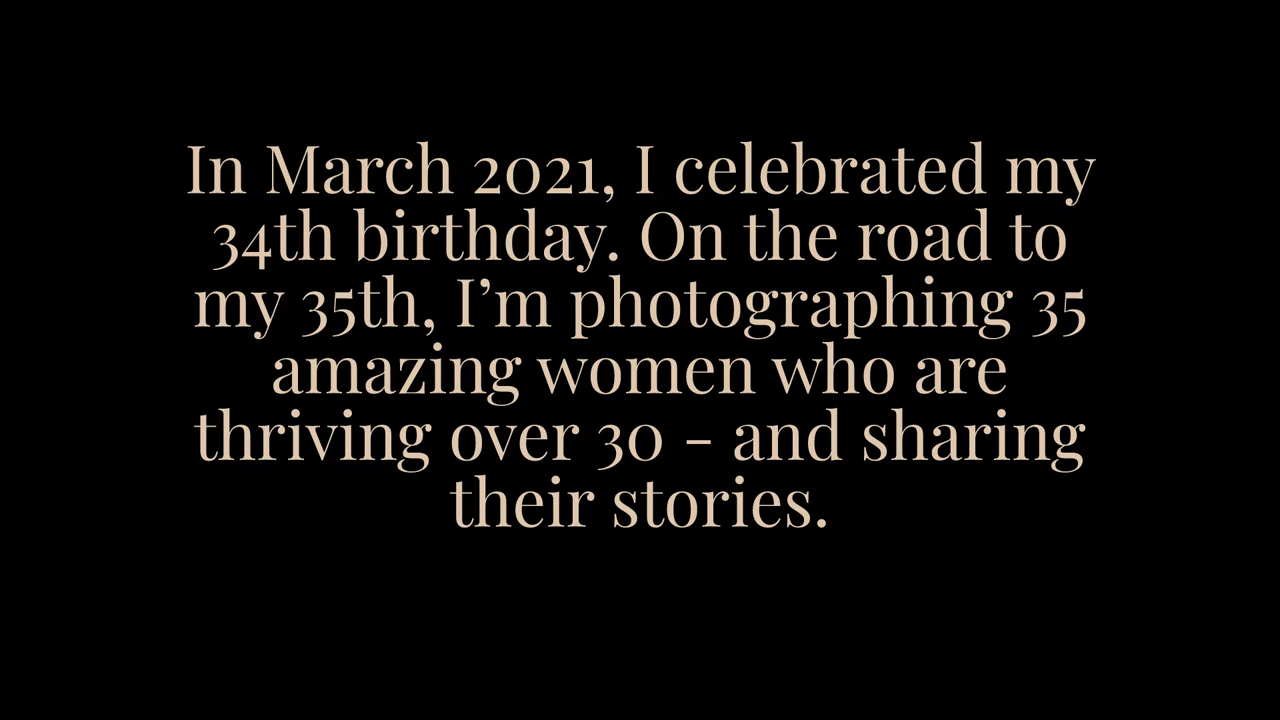 In March 2021, I celebrated my
34th birthday. On the road to
my 35th, I’m photographing 35
amazing women who are
thriving over 30 - and sharing
their stories.